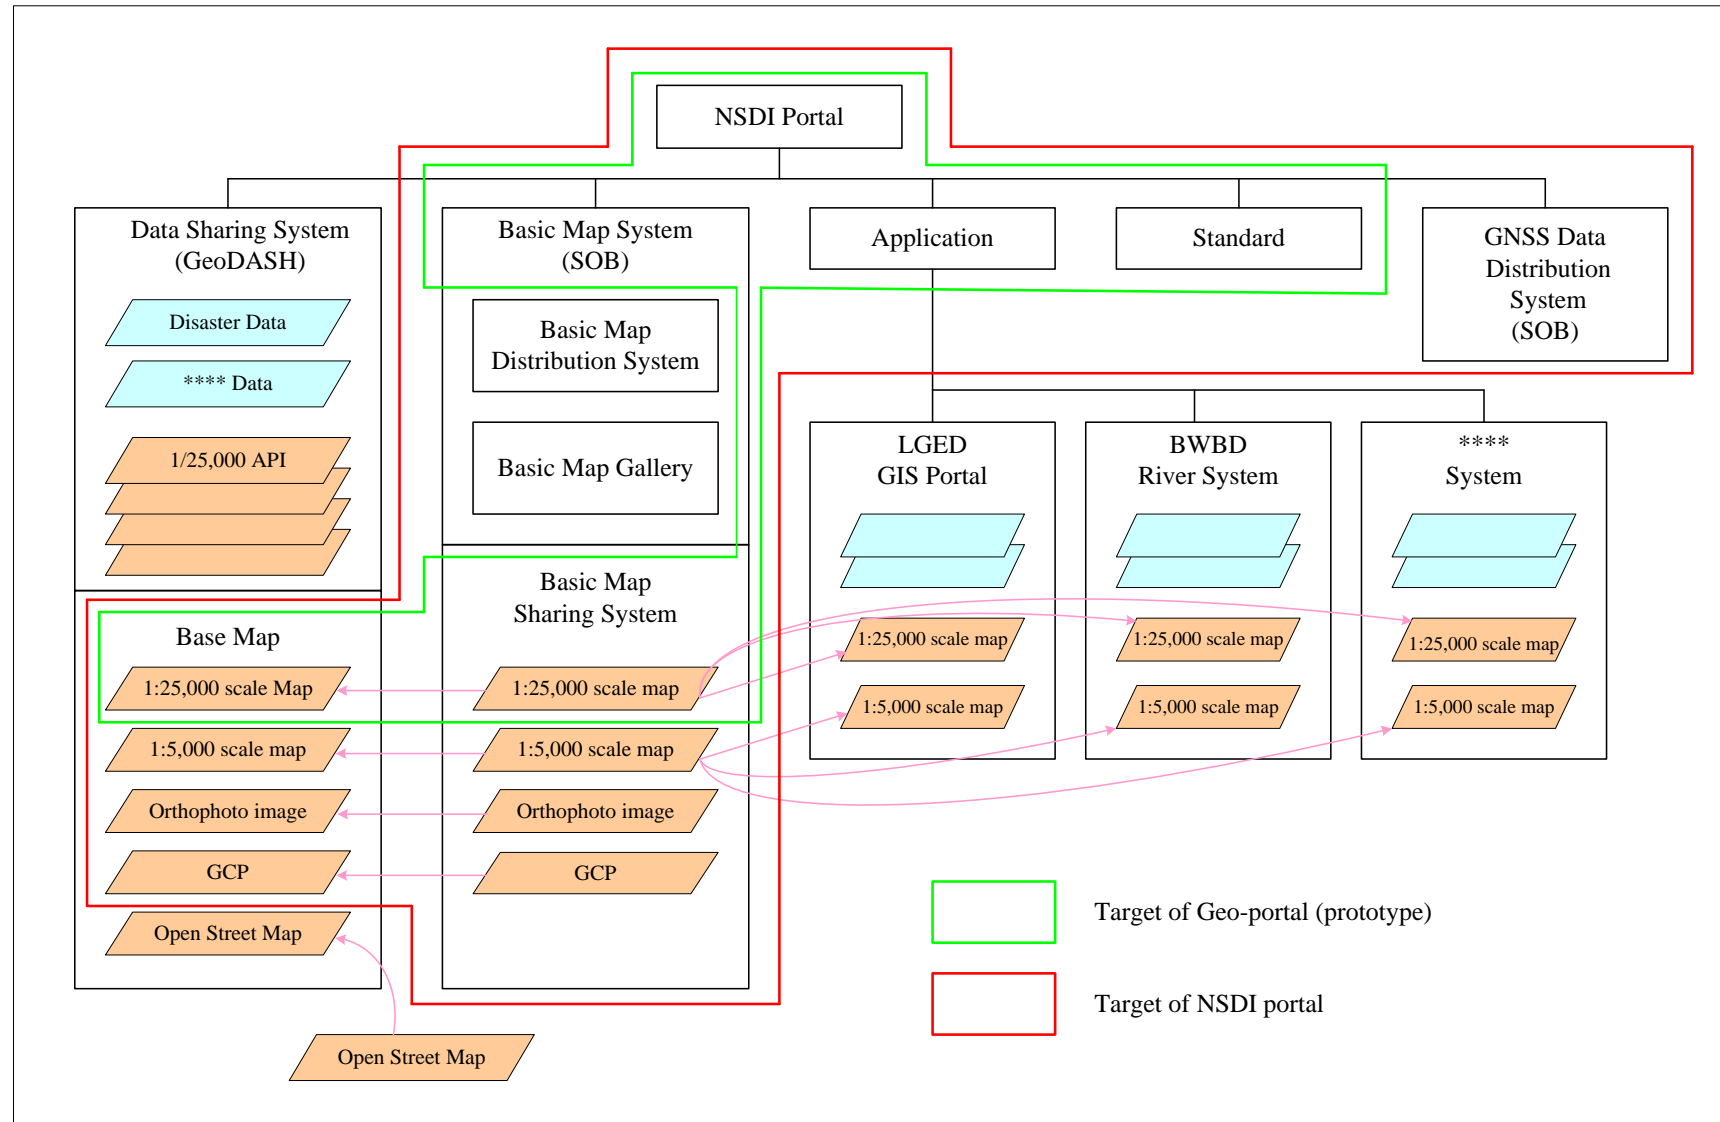 NSDI Portal
Data Sharing System
(GeoDASH)
Disaster Data
**** Data
1/25,000 API
Base Map
1:25,000 scale Map
1:5,000 scale map
Orthophoto image
GCP
Open Street Map
Open Street Map
Basic Map System
(SOB)
Basic Map
Distribution System
Basic Map Gallery
Basic Map
Sharing System
1:25,000 scale map
1:5,000 scale map
Orthophoto image
GCP
Application
Standard
GNSS Data
Distribution
System
(SOB)
LGED
GIS Portal
1:25,000 scale map
1:5,000 scale map
BWBD
River System
1:25,000 scale map
1:5,000 scale map
****
System
1:25,000 scale map
1:5,000 scale map
Target of Geo-portal (prototype)
Target of NSDI portal